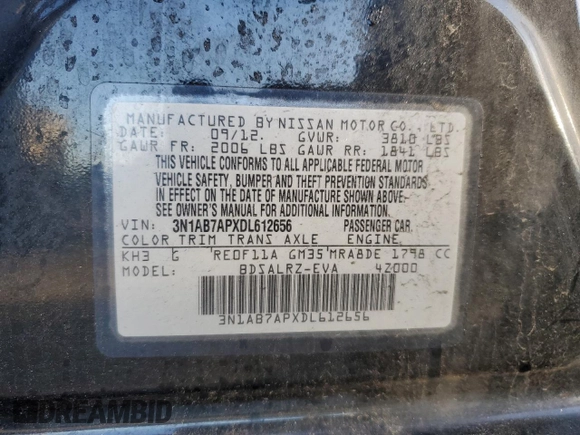 MANUFACTURED BY NISSAN MOTOR CO., LTD.
DATE: 09/12 GVWR: 3810 LBS
GAWR FR: 2006 LBS GAWR RR: 1841 LBS
THIS VEHICLE CONFORMS TO ALL APPLICABLE FEDERAL MOTOR
VEHICLE SAFETY, BUMPER AND THEFT PREVENTION STANDARDS
IN EFFECT ON THE DATE OF MANUFACTURE SHOWN ABOVE.
SEE OWNER'S MANUAL FOR ADDITIONAL INFORMATION.
VIN: 3N1AB7APXDL612656 PASSENGER CAR
COLOR TRIM TRANS AXLE ENGINE
KH3 G RE0F11A GM35 MRA8DE 1798 CC
MODEL: BDSALRZ-EVA 4Z000
3N1AB7APXDL612656
DREAMBID